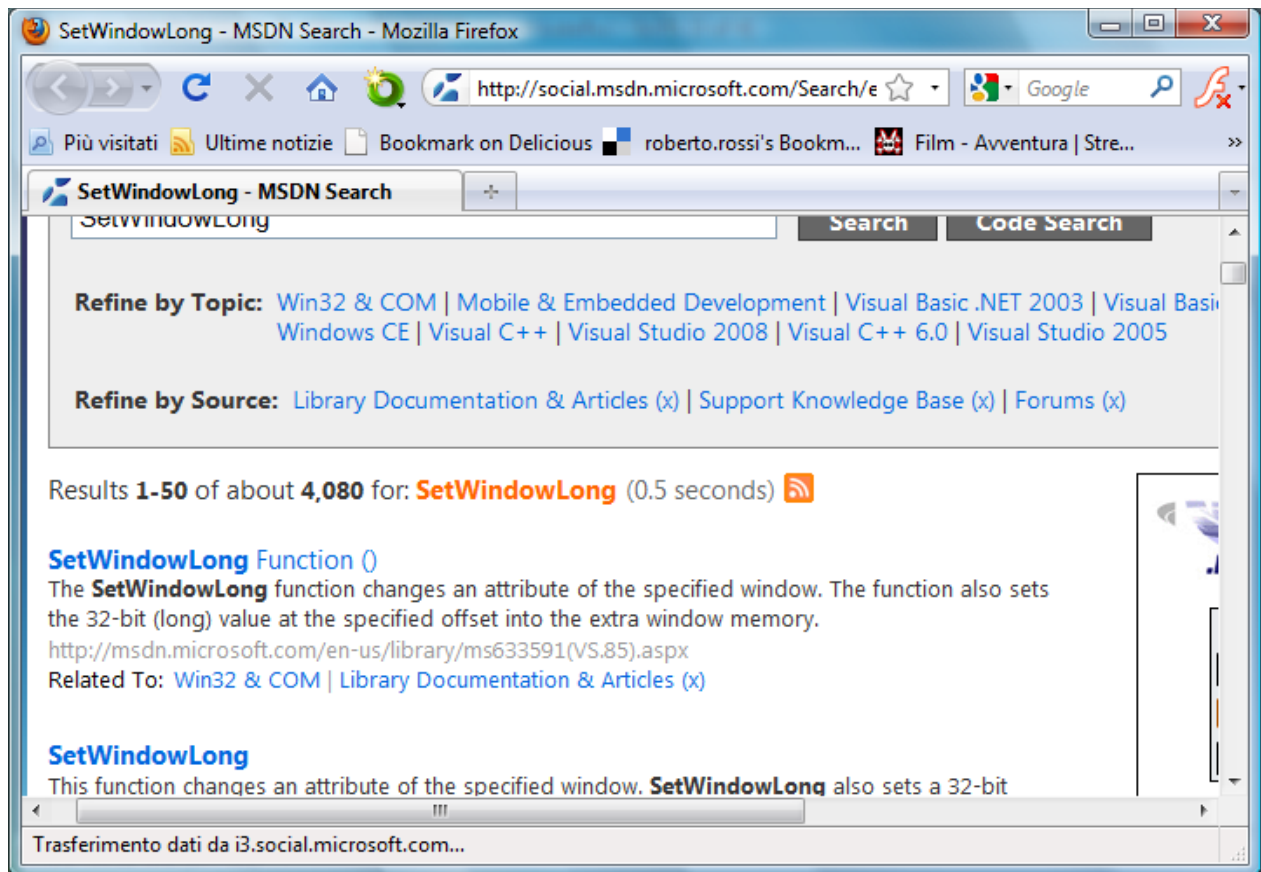 SetWindowLong - MSDN Search - Mozilla Firefox
http://social.msdn.microsoft.com/Search/e Google
Più visitati Ultime notizie Bookmark on Delicious roberto.rossi's Bookm... Film - Avventura | Stre... »
SetWindowLong - MSDN Search
SetWindowLong Search Code Search
Refine by Topic: Win32 & COM | Mobile & Embedded Development | Visual Basic .NET 2003 | Visual Basi
Windows CE | Visual C++ | Visual Studio 2008 | Visual C++ 6.0 | Visual Studio 2005
Refine by Source: Library Documentation & Articles (x) | Support Knowledge Base (x) | Forums (x)
Results 1-50 of about 4,080 for: SetWindowLong (0.5 seconds)
SetWindowLong Function ()
The SetWindowLong function changes an attribute of the specified window. The function also sets
the 32-bit (long) value at the specified offset into the extra window memory.
http://msdn.microsoft.com/en-us/library/ms633591(VS.85).aspx
Related To: Win32 & COM | Library Documentation & Articles (x)
SetWindowLong
This function changes an attribute of the specified window. SetWindowLong also sets a 32-bit
Trasferimento dati da i3.social.microsoft.com...